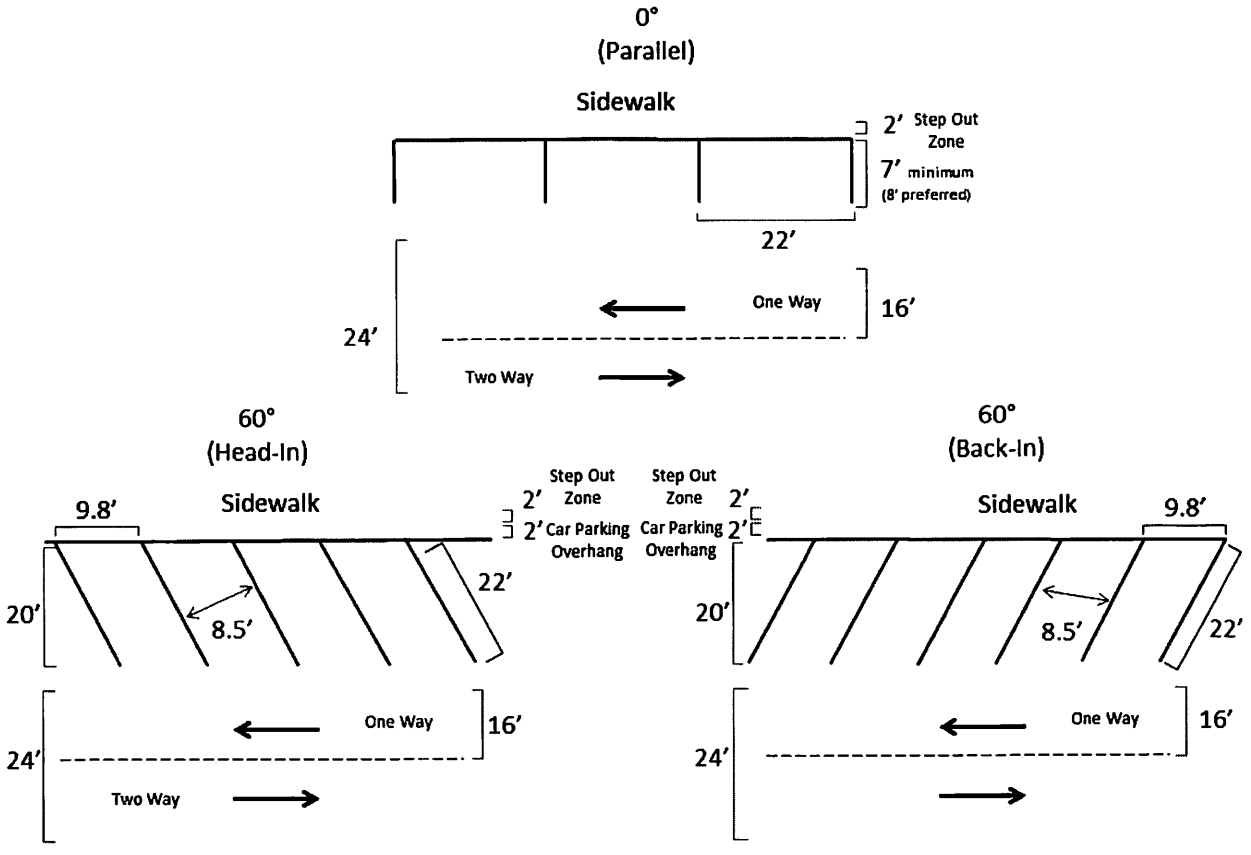 0°
(Parallel)
Sidewalk
2' Step Out
Zone
7' minimum
(8' preferred)
22'
One Way
16'
24'
Two Way
60°
(Head-In)
Sidewalk
9.8'
2' Step Out
Zone
2' Car Parking
Overhang
20'
8.5'
22'
One Way
16'
24'
Two Way
60°
(Back-In)
Step Out
Zone 2'
Car Parking 2'
Overhang
Sidewalk
9.8'
20'
8.5'
22'
One Way
16'
24'